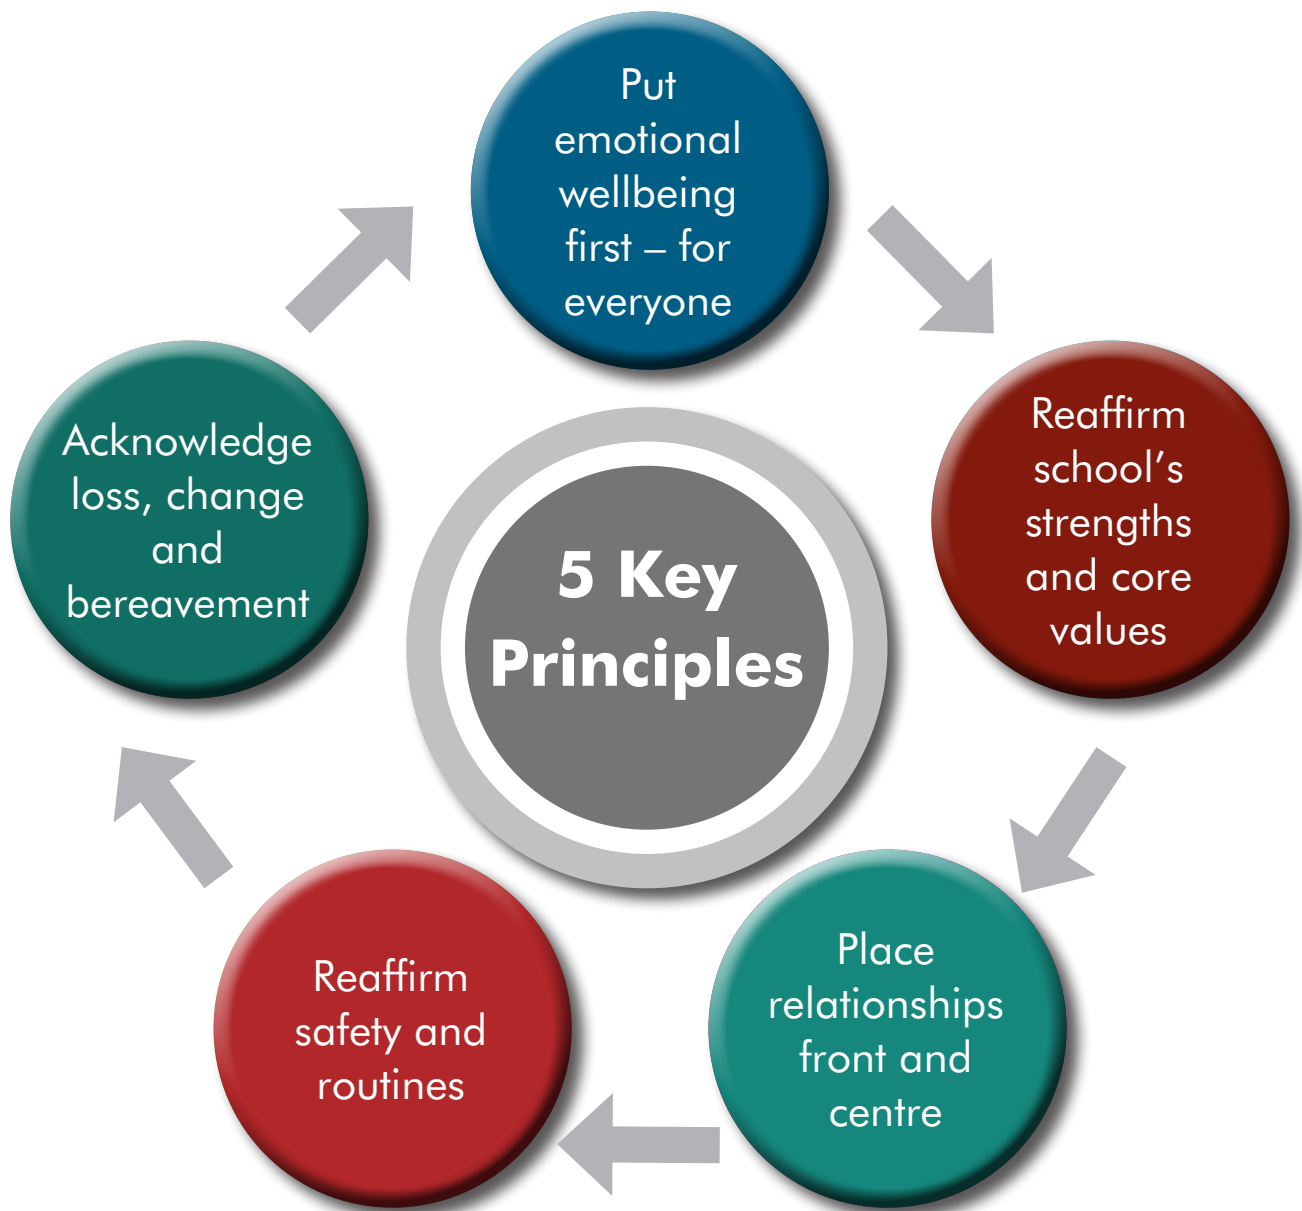 Put
emotional
wellbeing
first – for
everyone
Reaffirm
school’s
strengths
and core
values
Place
relationships
front and
centre
Reaffirm
safety and
routines
Acknowledge
loss, change
and
bereavement
5 Key
Principles